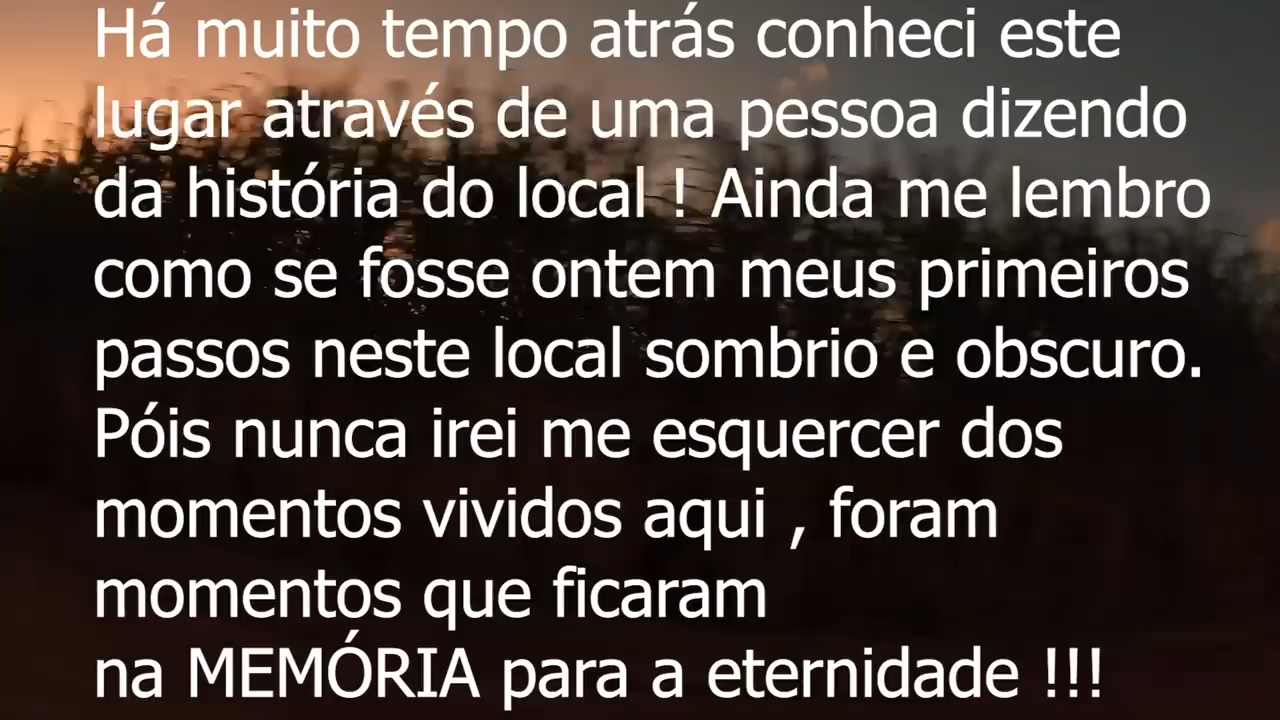 Há muito tempo atrás conheci este
lugar através de uma pessoa dizendo
da história do local ! Ainda me lembro
como se fosse ontem meus primeiros
passos neste local sombrio e obscuro.
Póis nunca irei me esquercer dos
momentos vividos aqui , foram
momentos que ficaram
na MEMÓRIA para a eternidade !!!